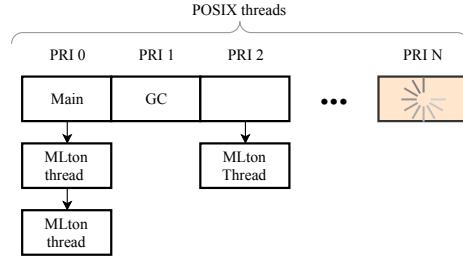 POSIX threads
PRI 0 PRI 1 PRI 2 PRI N
Main GC
MLton
thread
MLton
Thread
MLton
thread